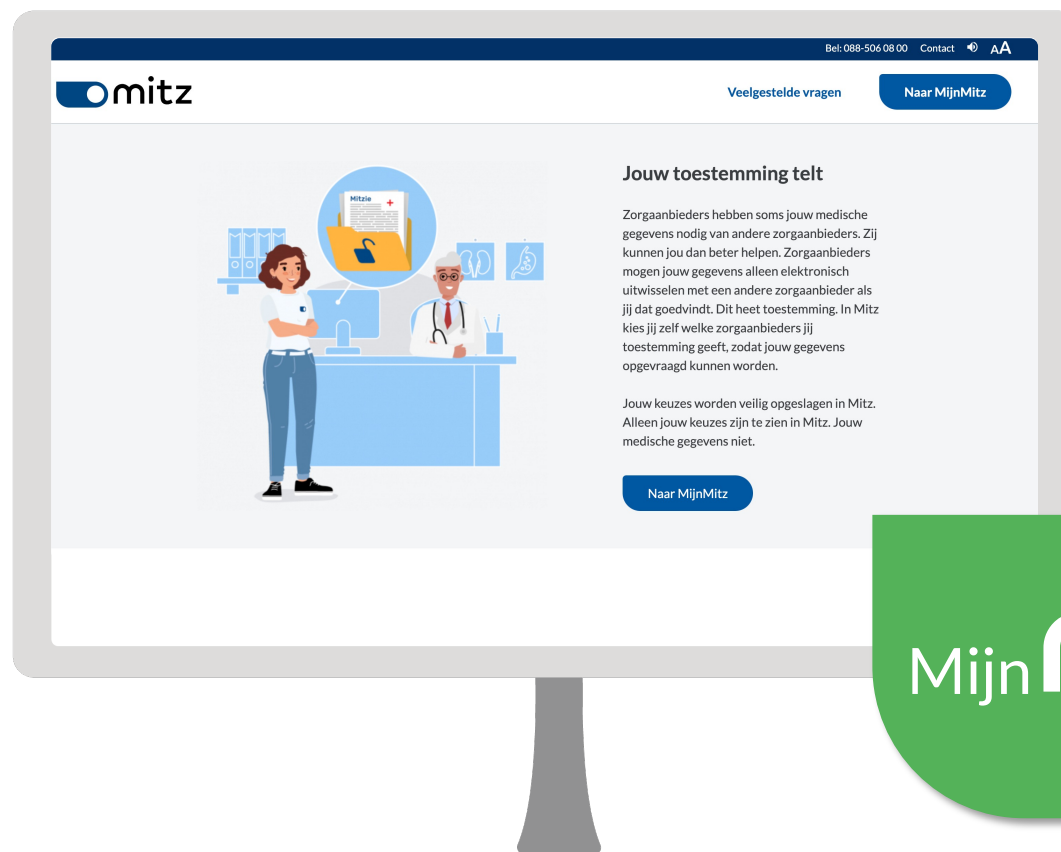 Bel: 088-506 08 00 Contact AA
mitz
Veelgestelde vragen
Naar MijnMitz
Mitzie
Jouw toestemming telt
Zorgaanbieders hebben soms jouw medische
gegevens nodig van andere zorgaanbieders. Zij
kunnen jou dan beter helpen. Zorgaanbieders
mogen jouw gegevens alleen elektronisch
uitwisselen met een andere zorgaanbieder als
jij dat goedvindt. Dit heet toestemming. In Mitz
kies jij zelf welke zorgaanbieders jij
toestemming geeft, zodat jouw gegevens
opgevraagd kunnen worden.
Jouw keuzes worden veilig opgeslagen in Mitz.
Alleen jouw keuzes zijn te zien in Mitz. Jouw
medische gegevens niet.
Naar MijnMitz
Mijn